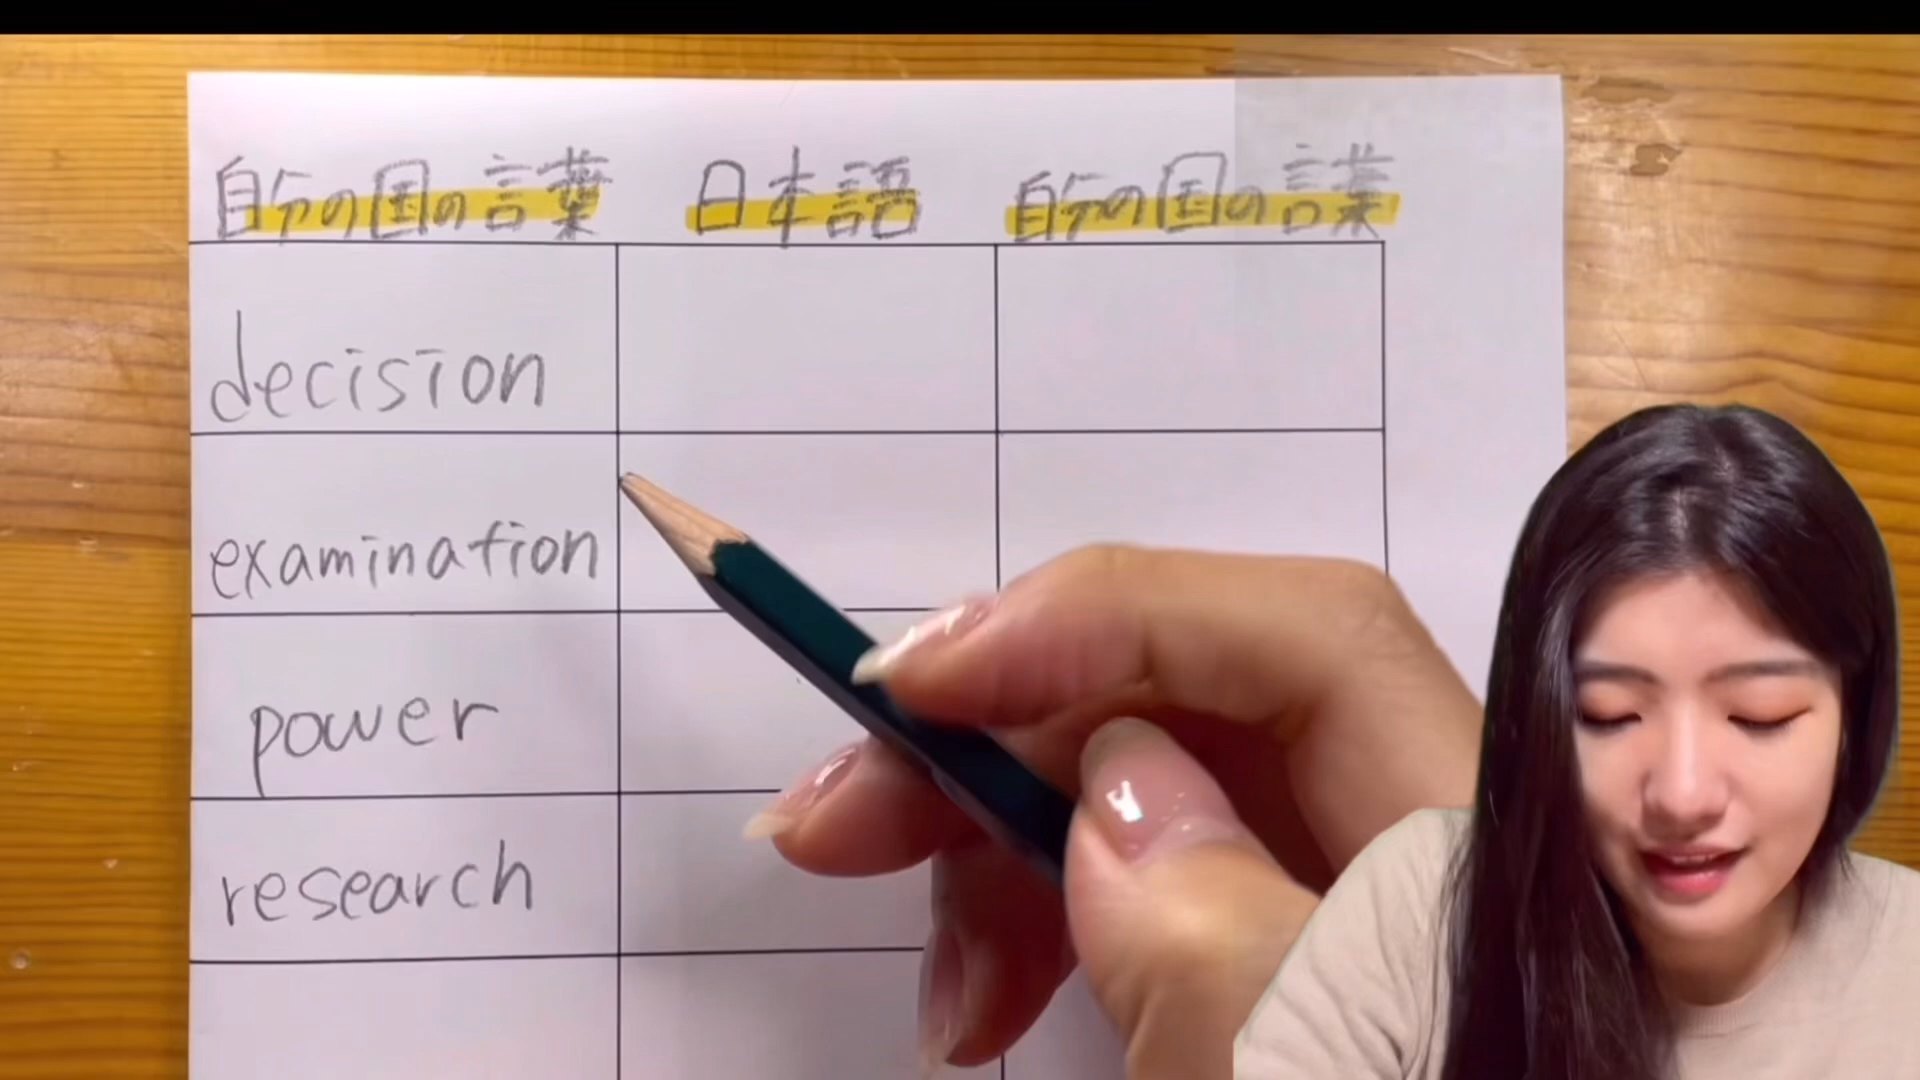 自分の国の言葉 日本語 自分の国の言葉
decision
examination
power
research